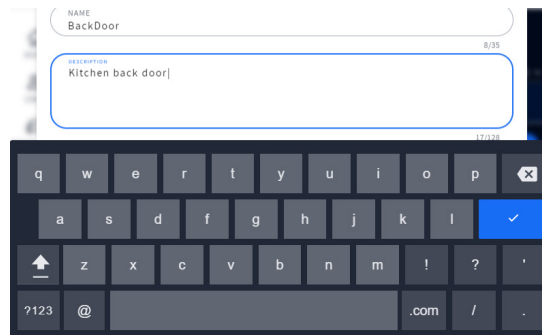 NAME
BackDoor
8/35
DESCRIPTION
Kitchen back door
17/128
q w e r t y u i o p
a s d f g h j k l
z x c v b n m ! ? '
?123 @ .com / .